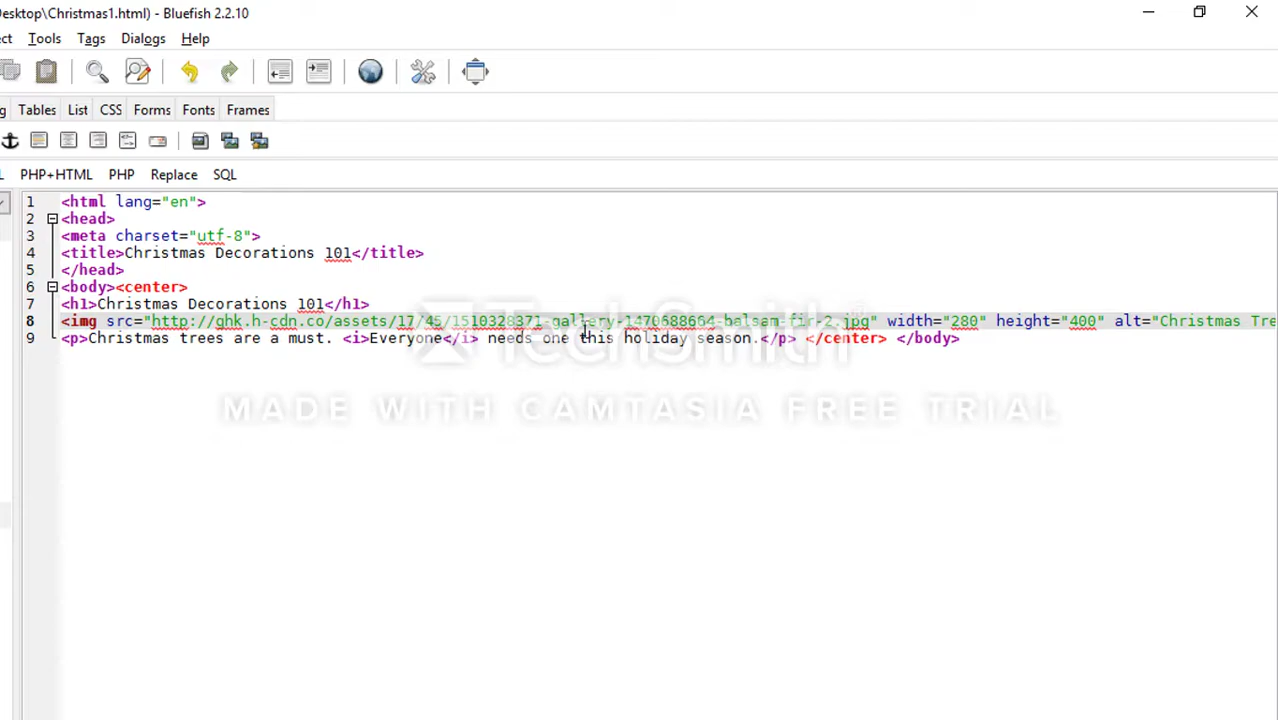 esktop\Christmas1.html) - Bluefish 2.2.10
ct Tools Tags Dialogs Help
g Tables List CSS Forms Fonts Frames
L PHP+HTML PHP Replace SQL
1 <html lang="en">
2 <head>
3 <meta charset="utf-8">
4 <title>Christmas Decorations 101</title>
5 </head>
6 <body><center>
7 <h1>Christmas Decorations 101</h1>
8 <img src="http://ghk.h-cdn.co/assets/17/45/1510328371-gallery-1470688664-balsam-fir-2.jpg" width="280" height="400" alt="Christmas Tre
9 <p>Christmas trees are a must. <i>Everyone</i> needs one this holiday season.</p> </center> </body>
TechSmith
MADE WITH CAMTASIA FREE TRIAL